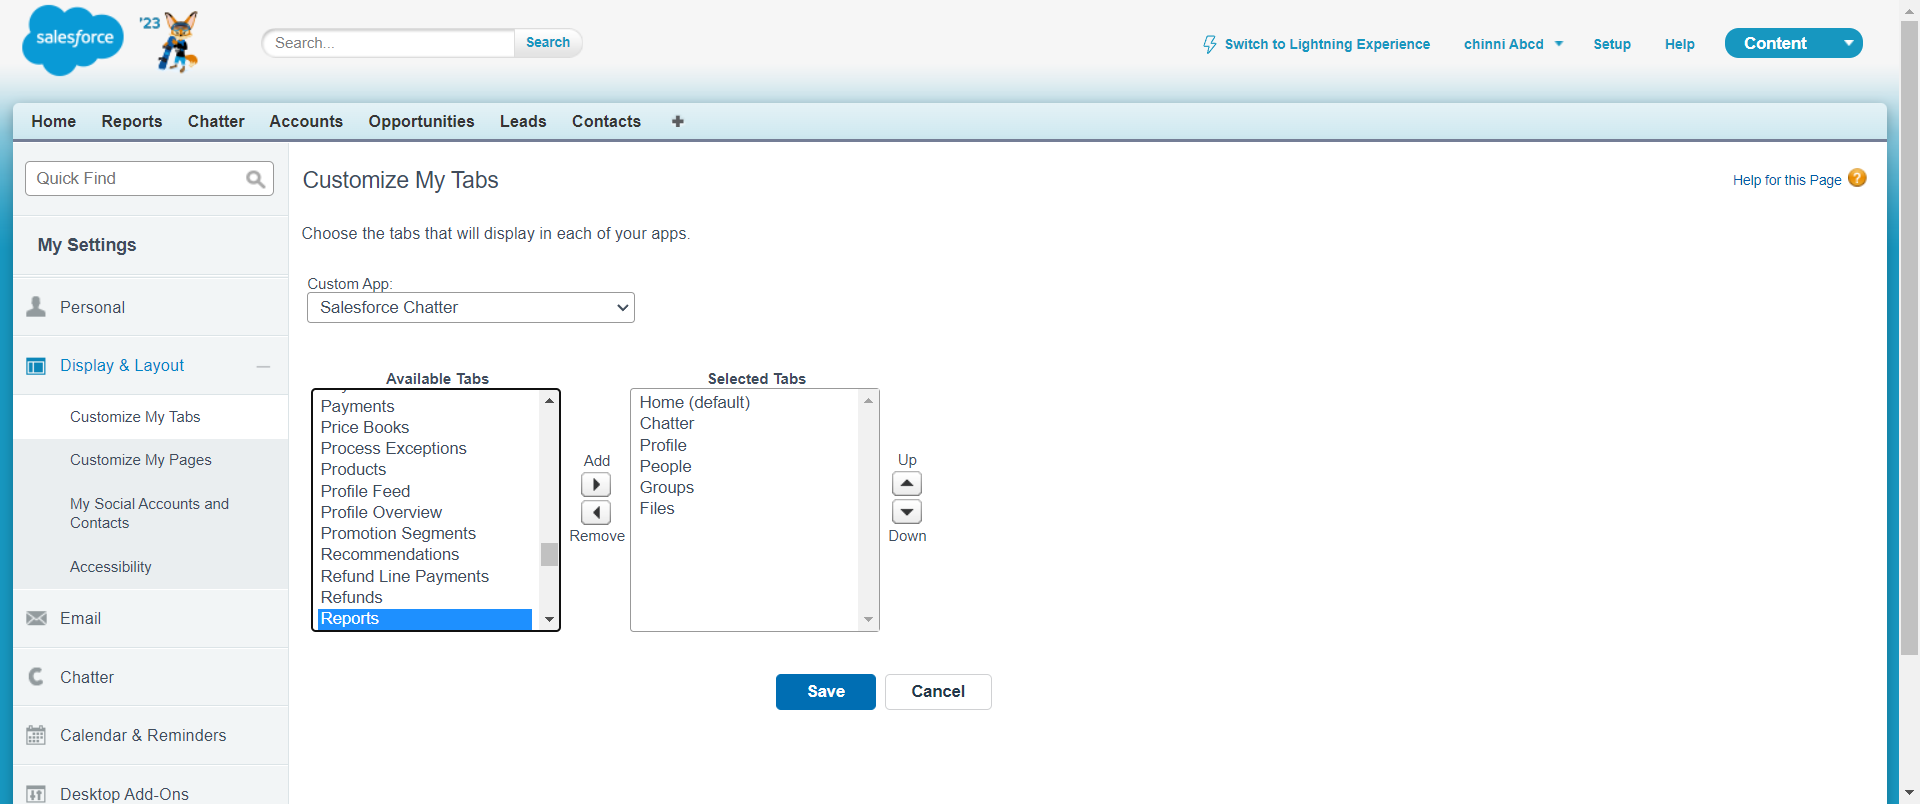 salesforce
'23
Search...
Search
Switch to Lightning Experience
chinni Abcd
Setup
Help
Content
Home
Reports
Chatter
Accounts
Opportunities
Leads
Contacts
Quick Find
My Settings
Personal
Display & Layout
Customize My Tabs
Customize My Pages
My Social Accounts and
Contacts
Accessibility
Email
Chatter
Calendar & Reminders
Desktop Add-Ons
Customize My Tabs
Help for this Page
?
Choose the tabs that will display in each of your apps.
Custom App:
Salesforce Chatter
Available Tabs
Payments
Price Books
Process Exceptions
Products
Profile Feed
Profile Overview
Promotion Segments
Recommendations
Refund Line Payments
Refunds
Reports
Add
Remove
Selected Tabs
Home (default)
Chatter
Profile
People
Groups
Files
Up
Down
Save
Cancel